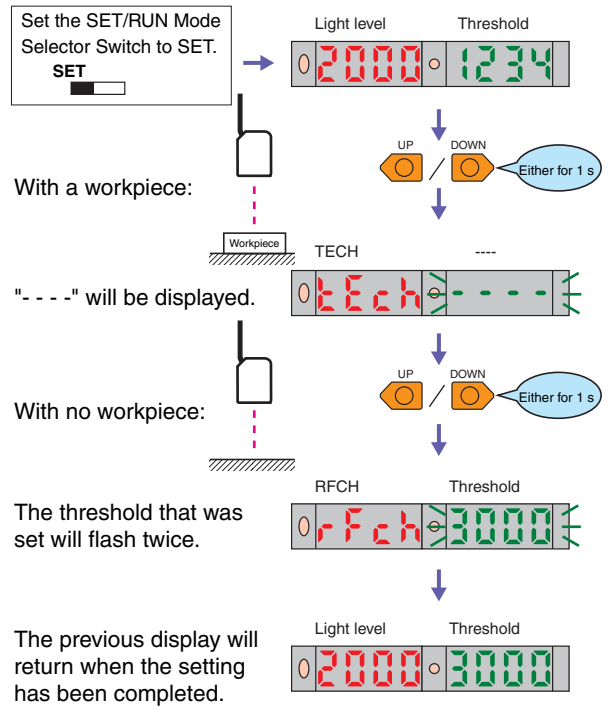 Set the SET/RUN Mode
Selector Switch to SET.
SET
Light level Threshold
2000 1234
UP / DOWN
Either for 1 s
With a workpiece:
Workpiece
TECH ----
tEch - - - -
"- - - -" will be displayed.
UP / DOWN
Either for 1 s
With no workpiece:
RFCH Threshold
rFch 3000
The threshold that was
set will flash twice.
Light level Threshold
2000 3000
The previous display will
return when the setting
has been completed.